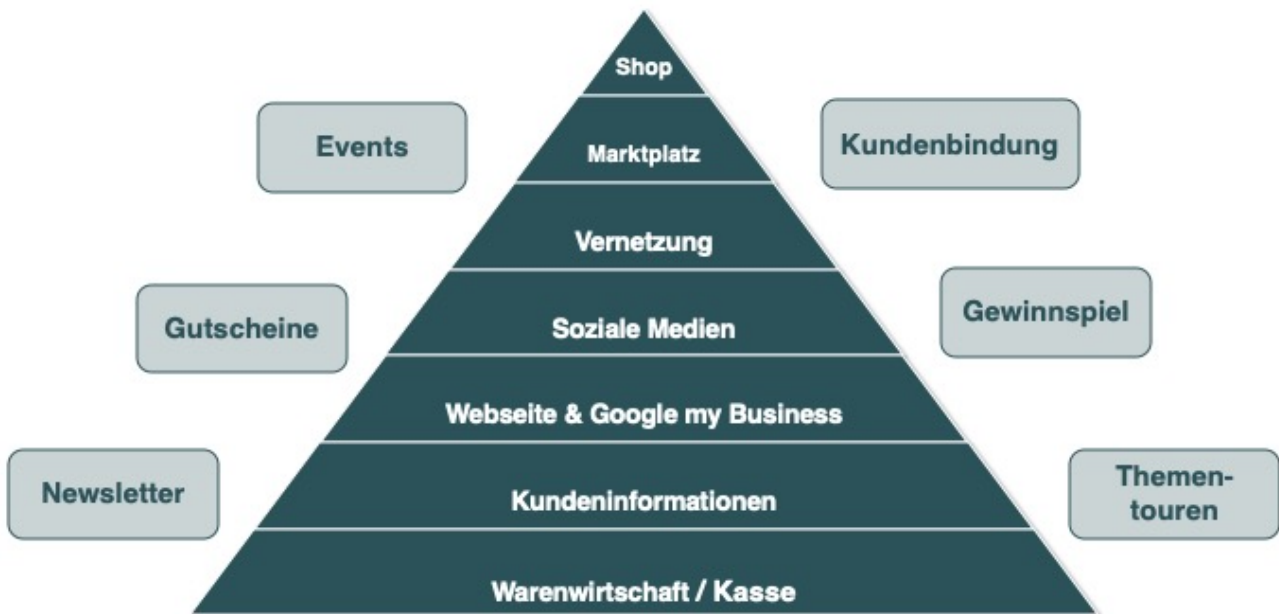 Shop
Events
Kundenbindung
Marktplatz
Vernetzung
Gutscheine
Gewinnspiel
Soziale Medien
Webseite & Google my Business
Newsletter
Themen-
touren
Kundeninformationen
Warenwirtschaft / Kasse